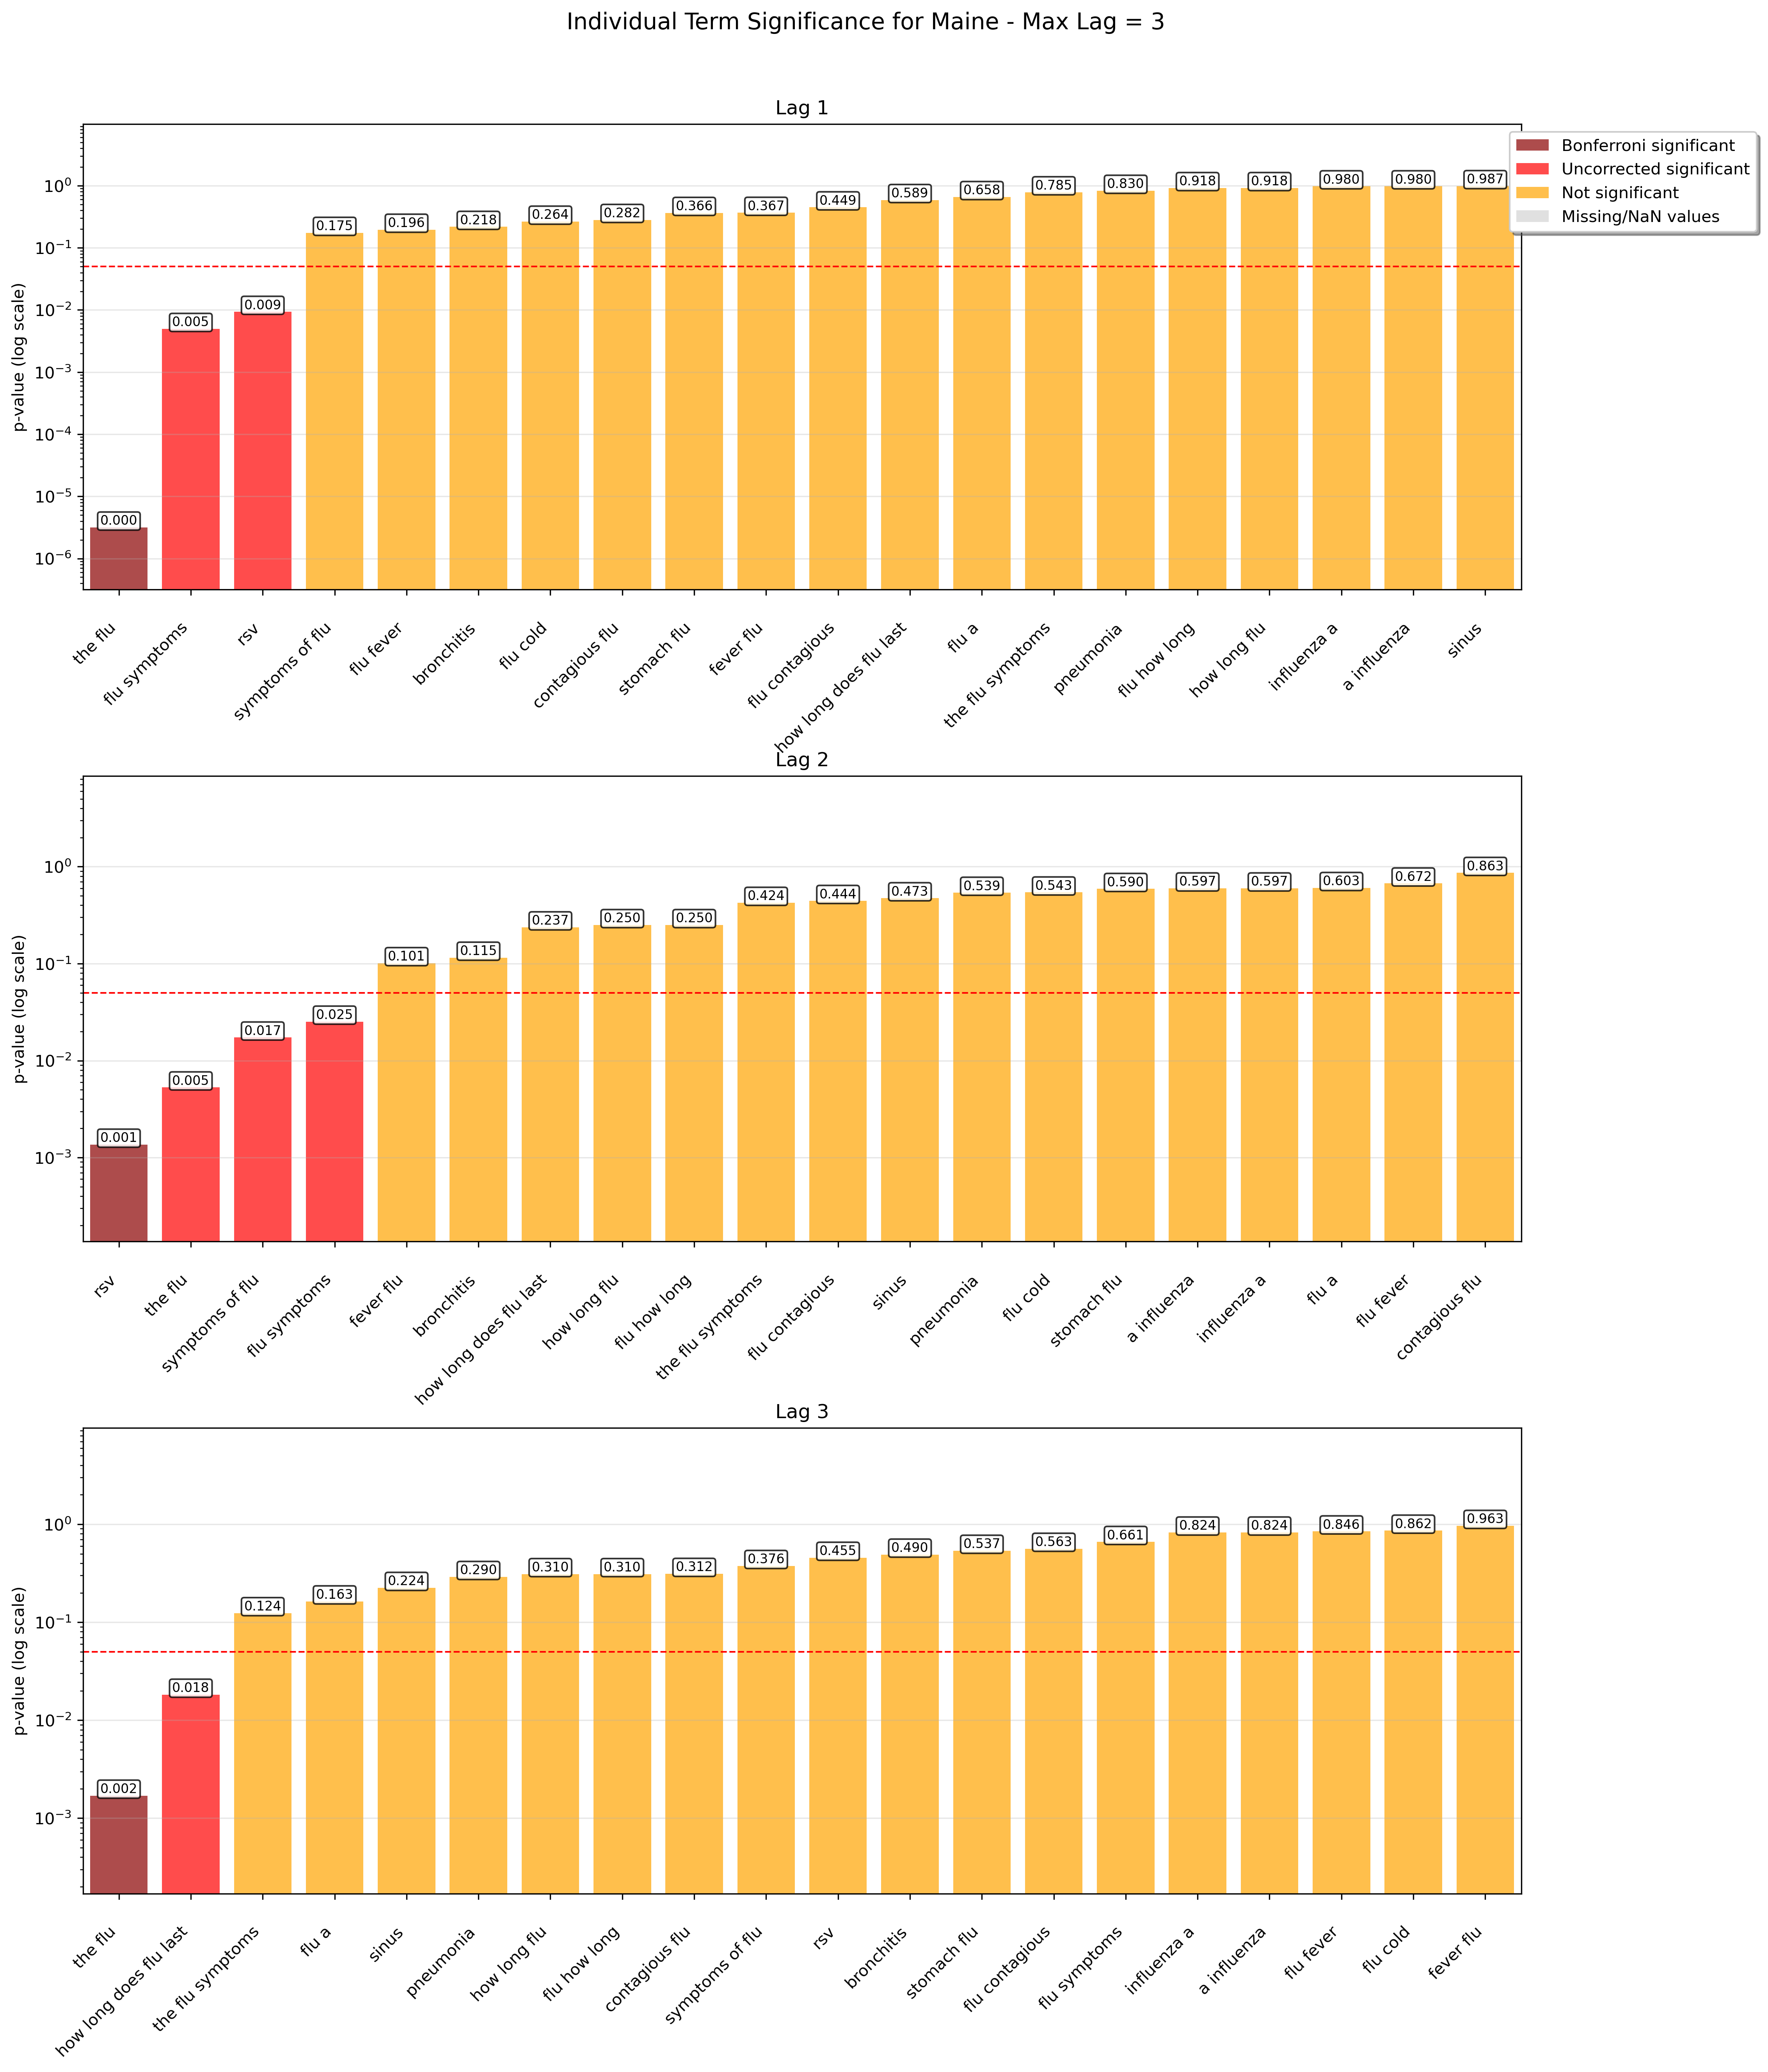 Individual Term Significance for Maine - Max Lag = 3
Lag 1
Bonferroni significant
Uncorrected significant
Not significant
Missing/NaN values
p-value (log scale)
10⁰
10⁻¹
10⁻²
10⁻³
10⁻⁴
10⁻⁵
10⁻⁶
0.000 0.005 0.009 0.175 0.196 0.218 0.264 0.282 0.366 0.367 0.449 0.589 0.658 0.785 0.830 0.918 0.918 0.980 0.980 0.987
the flu
flu symptoms
rsv
symptoms of flu
flu fever
bronchitis
flu cold
contagious flu
stomach flu
fever flu
flu contagious
how long does flu last
flu a
the flu symptoms
pneumonia
flu how long
how long flu
influenza a
a influenza
sinus
Lag 2
p-value (log scale)
10⁰
10⁻¹
10⁻²
10⁻³
0.001 0.005 0.017 0.025 0.101 0.115 0.237 0.250 0.250 0.424 0.444 0.473 0.539 0.543 0.590 0.597 0.597 0.603 0.672 0.863
rsv
the flu
symptoms of flu
flu symptoms
fever flu
bronchitis
how long does flu last
how long flu
flu how long
the flu symptoms
flu contagious
sinus
pneumonia
flu cold
stomach flu
a influenza
influenza a
flu a
flu fever
contagious flu
Lag 3
p-value (log scale)
10⁰
10⁻¹
10⁻²
10⁻³
0.002 0.018 0.124 0.163 0.224 0.290 0.310 0.310 0.312 0.376 0.455 0.490 0.537 0.563 0.661 0.824 0.824 0.846 0.862 0.963
the flu
how long does flu last
the flu symptoms
flu a
sinus
pneumonia
how long flu
flu how long
contagious flu
symptoms of flu
rsv
bronchitis
stomach flu
flu contagious
flu symptoms
influenza a
a influenza
flu fever
flu cold
fever flu